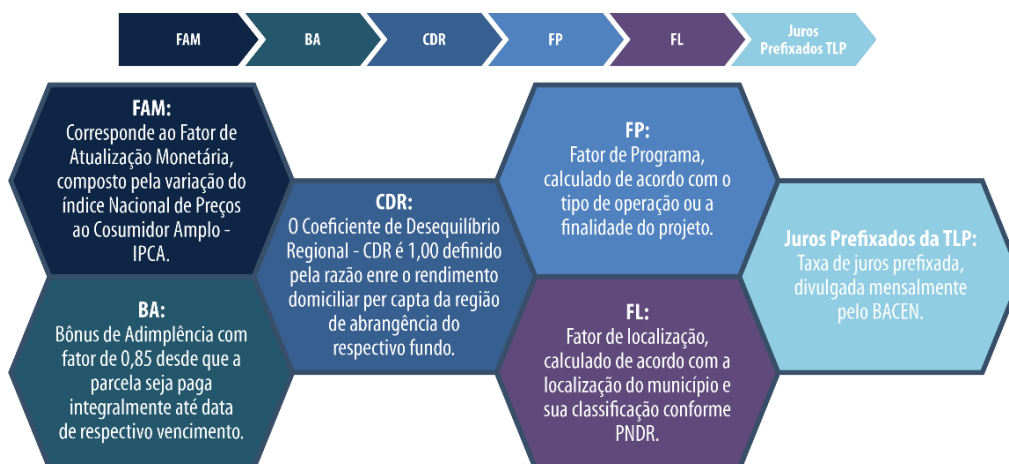 FAM
BA
CDR
FP
FL
Juros
Prefixados TLP
FAM:
Corresponde ao Fator de
Atualização Monetária,
composto pela variação do
índice Nacional de Preços
ao Cosumidor Amplo -
IPCA.
BA:
Bônus de Adimplência com
fator de 0,85 desde que a
parcela seja paga
integralmente até data
de respectivo vencimento.
CDR:
O Coeficiente de Desequilíbrio
Regional - CDR é 1,00 definido
pela razão enre o rendimento
domiciliar per capta da região
de abrangência do
respectivo fundo.
FP:
Fator de Programa,
calculado de acordo com o
tipo de operação ou a
finalidade do projeto.
FL:
Fator de localização,
calculado de acordo com a
localização do município e
sua classificação conforme
PNDR.
Juros Prefixados da TLP:
Taxa de juros prefixada,
divulgada mensalmente
pelo BACEN.